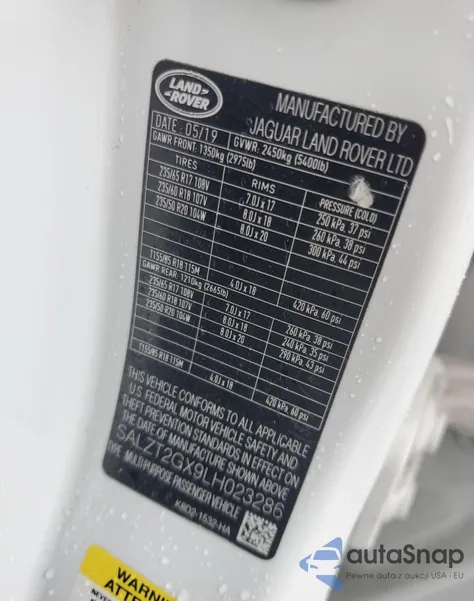 LAND
ROVER
MANUFACTURED BY
JAGUAR LAND ROVER LTD
DATE: 05/19 GVWR: 2450kg (5400lb)
GAWR FRONT: 1350kg (2975lb)
TIRES RIMS PRESSURE (COLD)
235/65 R17 108V 7.0J x 17 250 kPa, 37 psi
235/60 R18 107V 8.0J x 18 260 kPa, 38 psi
235/50 R20 104W 8.0J x 20 300 kPa, 44 psi
T155/85 R18 115M 4.0J x 18 420 kPa, 60 psi
GAWR REAR: 1210kg (2665lb)
235/65 R17 108V 7.0J x 17 260 kPa, 38 psi
235/60 R18 107V 8.0J x 18 240 kPa, 35 psi
235/50 R20 104W 8.0J x 20 290 kPa, 43 psi
T155/85 R18 115M 4.0J x 18 420 kPa, 60 psi
THIS VEHICLE CONFORMS TO ALL APPLICABLE
U.S. FEDERAL MOTOR VEHICLE SAFETY AND
THEFT PREVENTION STANDARDS IN EFFECT ON
THE DATE OF MANUFACTURE SHOWN ABOVE
SALZT2GX9LH023286
TYPE: MULTI PURPOSE PASSENGER VEHICLE
K8D2-1532-HA
WARN
ATTE
NEVE
autoSnap
Pewne auta z aukcji USA i EU